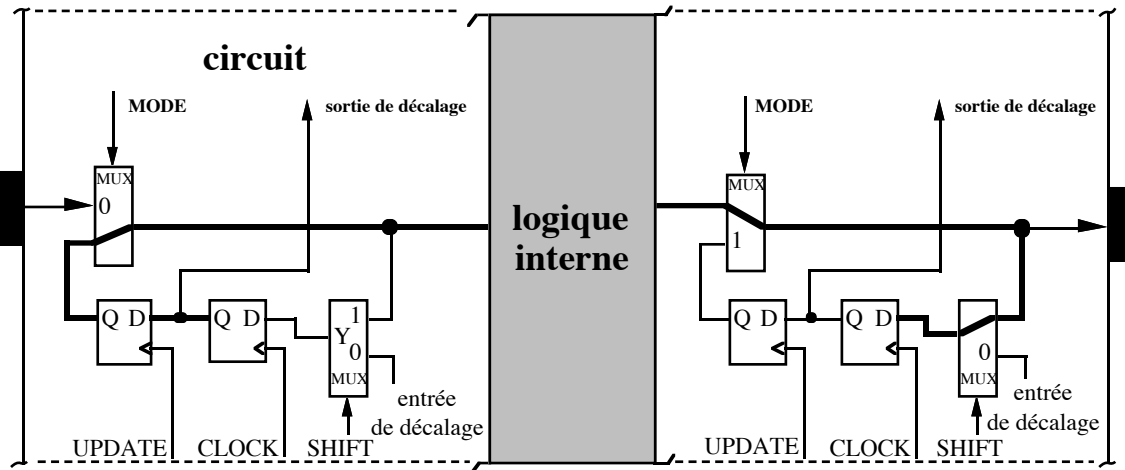 circuit
MODE
sortie de décalage
MUX
0
Q D
Q D
1
Y
0
MUX
entrée
de décalage
UPDATE
CLOCK
SHIFT
logique
interne
MODE
sortie de décalage
MUX
1
Q D
Q D
0
MUX
entrée
de décalage
UPDATE
CLOCK
SHIFT